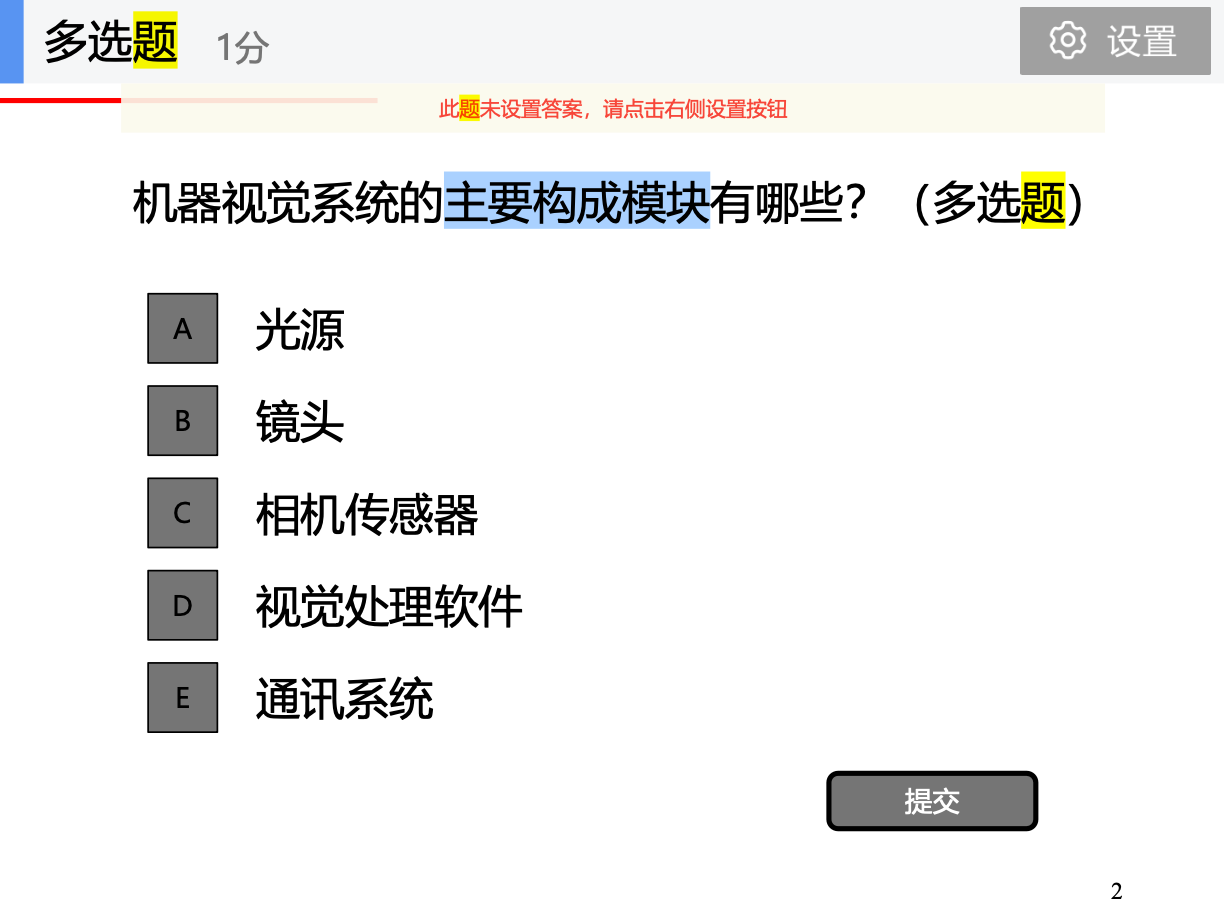 多选题 1分 设置
此题未设置答案，请点击右侧设置按钮
机器视觉系统的主要构成模块有哪些？（多选题）
A 光源
B 镜头
C 相机传感器
D 视觉处理软件
E 通讯系统
提交
2